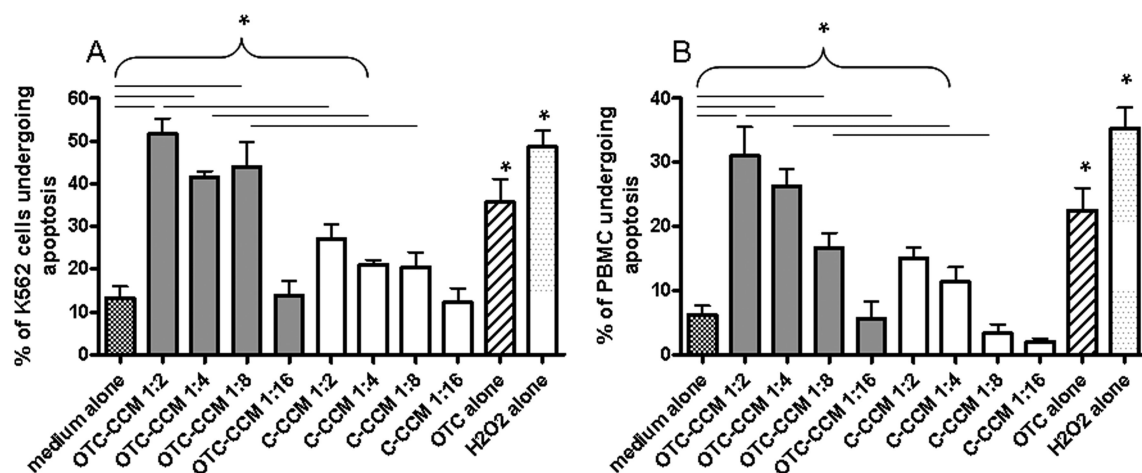 A
*
% of K562 cells undergoing
apoptosis
60
50
40
30
20
10
0
*
*
medium alone
OTC-CCM 1:2
OTC-CCM 1:4
OTC-CCM 1:8
OTC-CCM 1:16
C-CCM 1:2
C-CCM 1:4
C-CCM 1:8
C-CCM 1:16
OTC alone
H2O2 alone
B
*
% of PBMC undergoing
apoptosis
40
30
20
10
0
*
*
medium alone
OTC-CCM 1:2
OTC-CCM 1:4
OTC-CCM 1:8
OTC-CCM 1:16
C-CCM 1:2
C-CCM 1:4
C-CCM 1:8
C-CCM 1:16
OTC alone
H2O2 alone